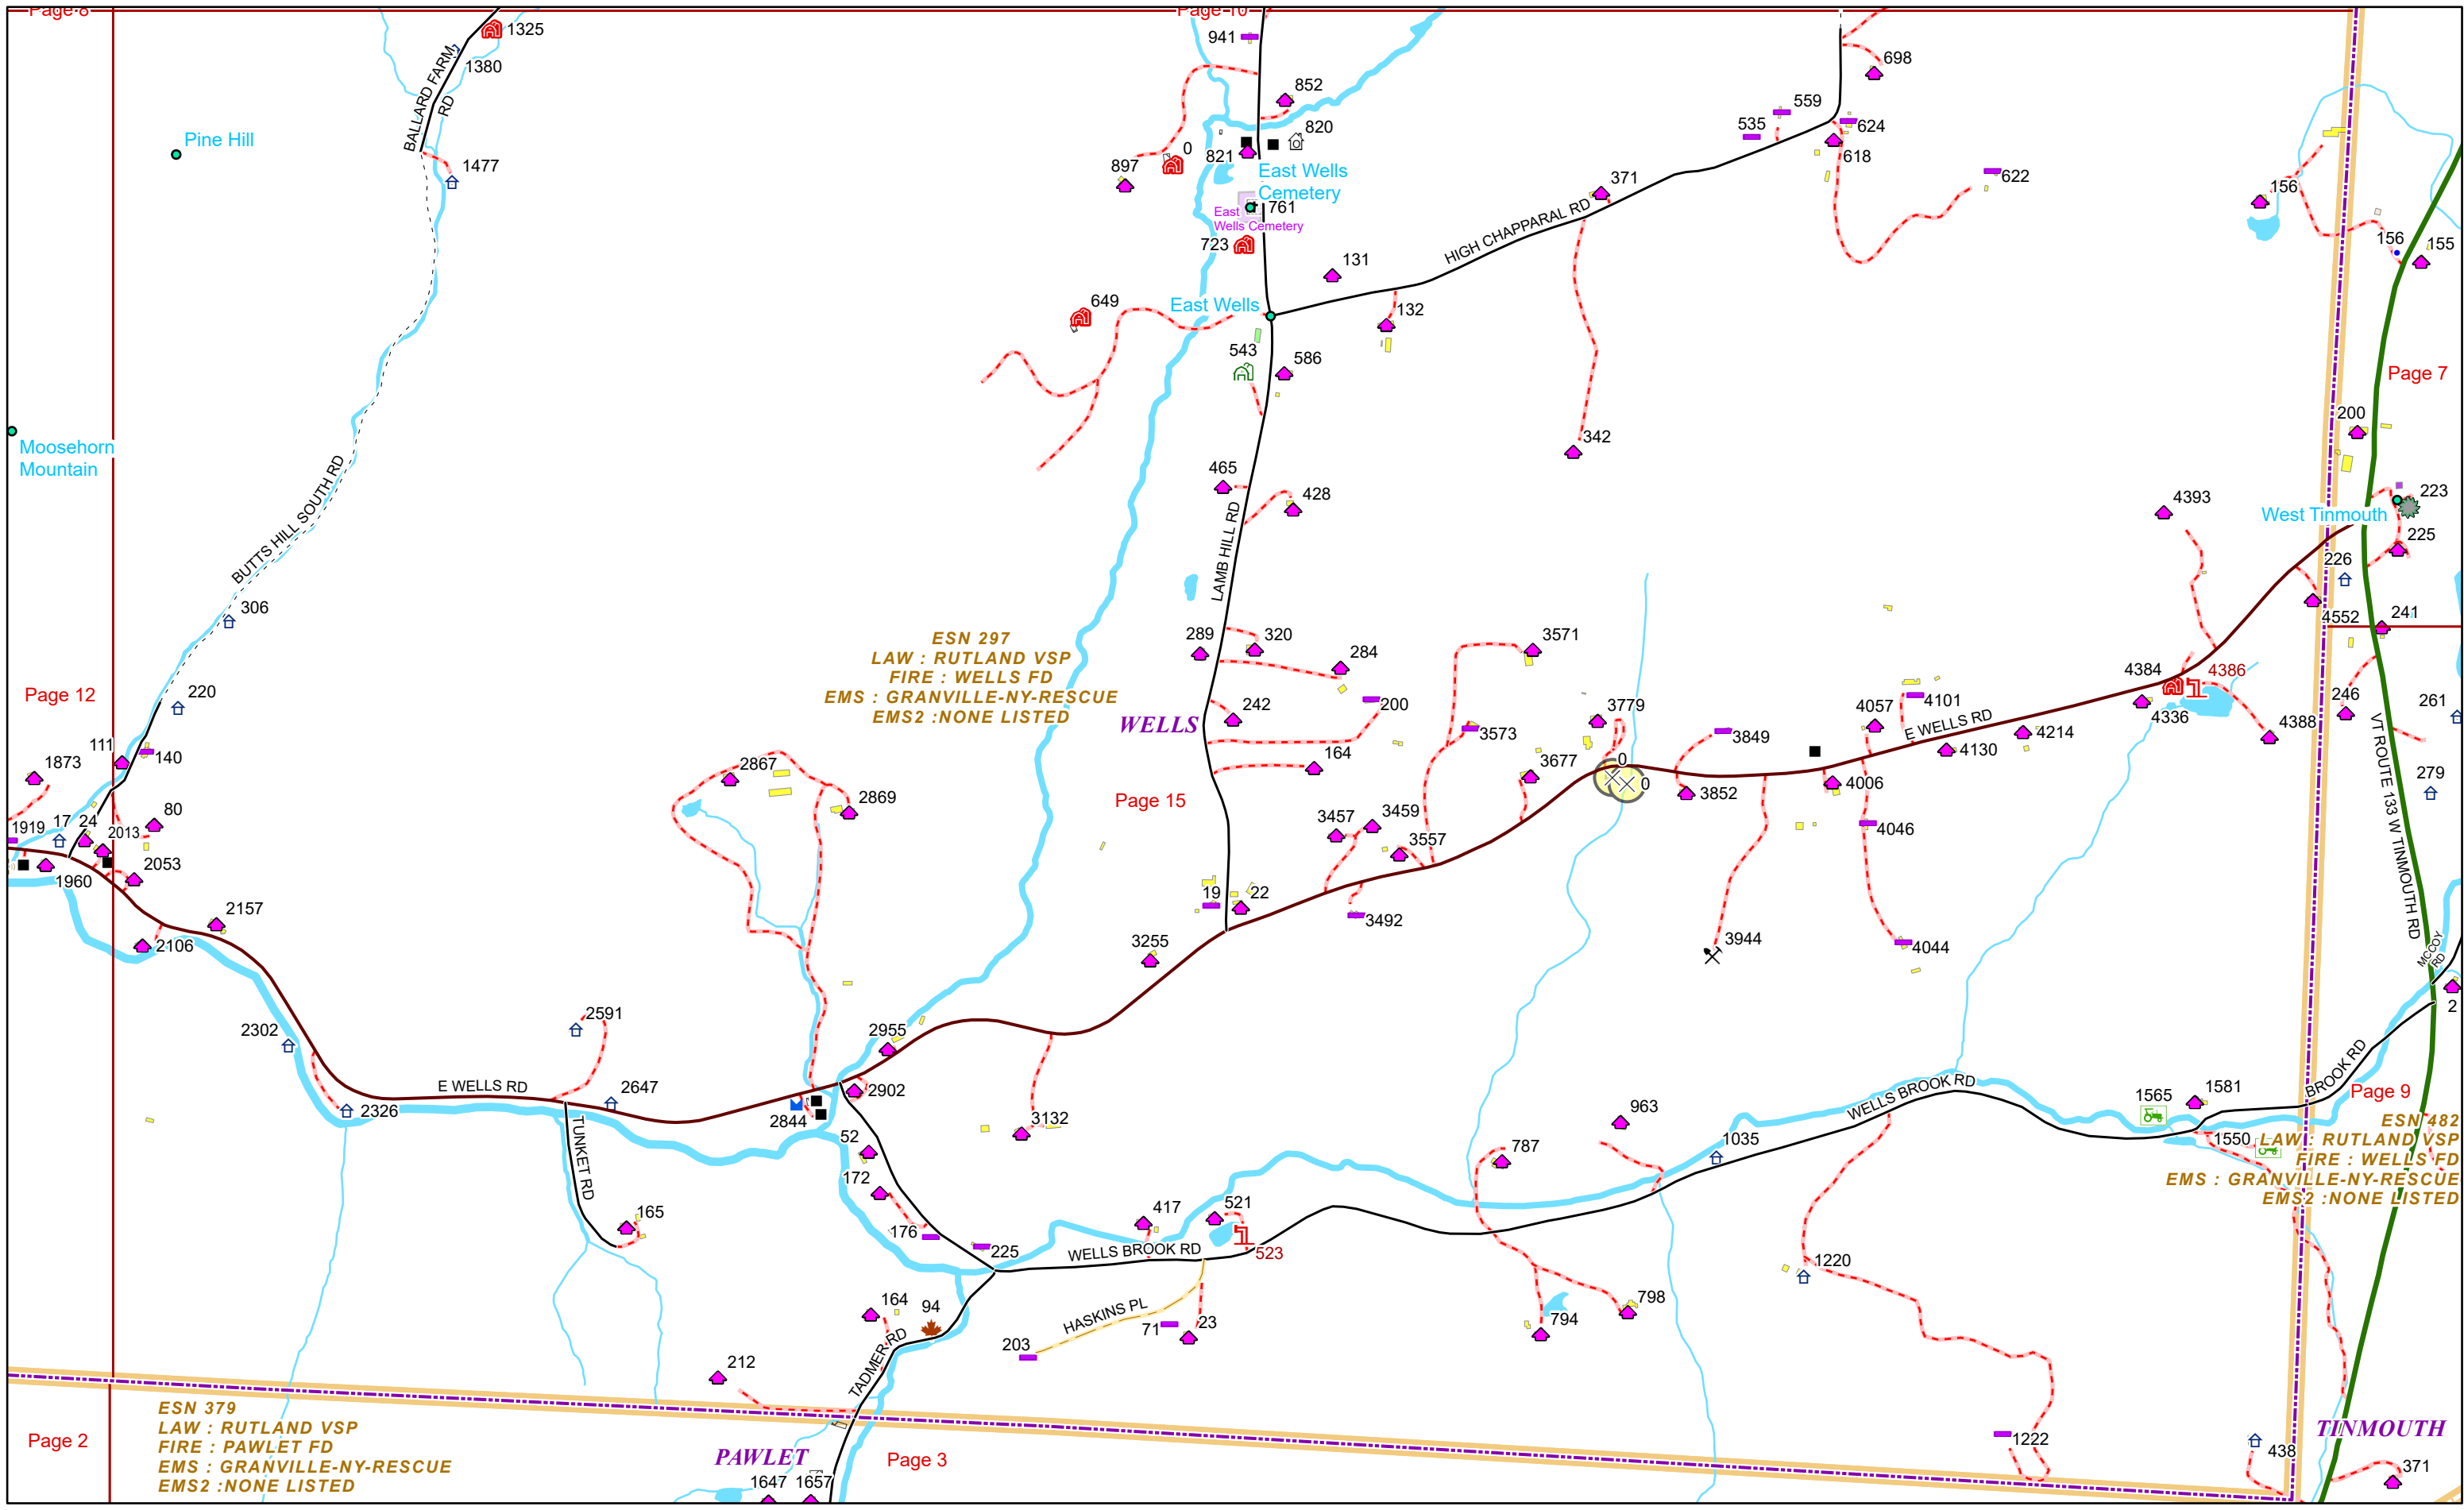 Page 8
Page 10
1325
941
1380
BALLARD FARM
RD
698
852
559
Pine Hill
820
535
624
0
821
618
1477
897
East Wells
Cemetery
371
622
156
East
Wells Cemetery
761
723
HIGH CHAPPARAL RD
156
155
131
649
East Wells
132
543
586
Page 7
200
Moosehorn
Mountain
342
465
428
4393
223
BUTTS HILL SOUTH RD
LAMB HILL RD
West Tinmouth
225
226
306
4552
241
ESN 297
LAW : RUTLAND VSP
FIRE : WELLS FD
EMS : GRANVILLE-NY-RESCUE
EMS2 :NONE LISTED
289
320
284
3571
4384
4386
Page 12
220
200
WELLS
242
3573
3779
3849
4057
4101
E WELLS RD
4214
4336
4388
246
261
VT ROUTE 133 W TINMOUTH RD
111
140
1873
164
3677
0
0
4130
2867
2869
Page 15
3852
4006
279
80
1919
17
24
2013
3457
3459
3557
4046
2053
1960
19
22
3492
2157
2106
3255
3944
4044
MCCOY
RD
2
2591
2302
2955
E WELLS RD
2647
2902
2326
2844
3132
TUNKET RD
52
963
WELLS BROOK RD
1565
1581
BROOK RD
Page 9
ESN 482
LAW : RUTLAND VSP
FIRE : WELLS FD
EMS : GRANVILLE-NY-RESCUE
EMS2 :NONE LISTED
1550
787
1035
172
165
176
225
417
521
WELLS BROOK RD
523
1220
164
94
HASKINS PL
71
23
203
794
798
TADMER RD
212
ESN 379
LAW : RUTLAND VSP
FIRE : PAWLET FD
EMS : GRANVILLE-NY-RESCUE
EMS2 :NONE LISTED
Page 2
PAWLET
Page 3
1647
1657
1222
TINMOUTH
438
371